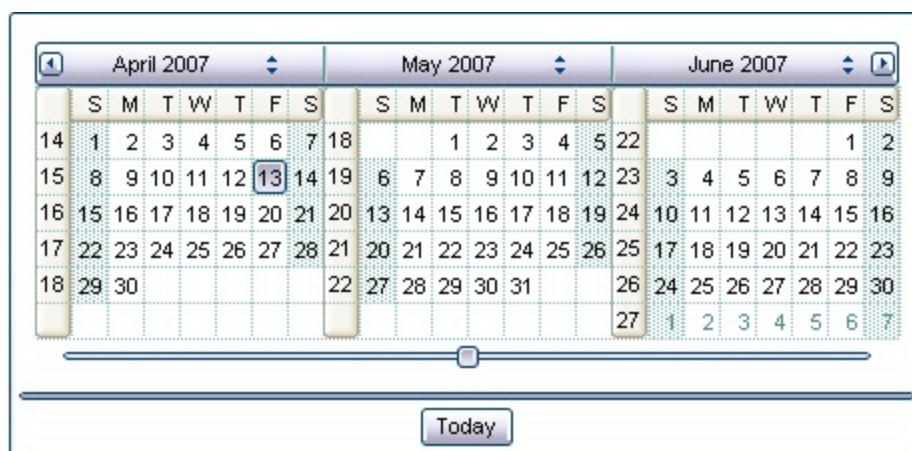 April 2007 May 2007 June 2007
S M T W T F S S M T W T F S S M T W T F S
14 1 2 3 4 5 6 7 18 1 2 3 4 5 22 1 2
15 8 9 10 11 12 13 14 19 6 7 8 9 10 11 12 23 3 4 5 6 7 8 9
16 15 16 17 18 19 20 21 20 13 14 15 16 17 18 19 24 10 11 12 13 14 15 16
17 22 23 24 25 26 27 28 21 20 21 22 23 24 25 26 25 17 18 19 20 21 22 23
18 29 30 22 27 28 29 30 31 26 24 25 26 27 28 29 30
27 1 2 3 4 5 6 7
Today